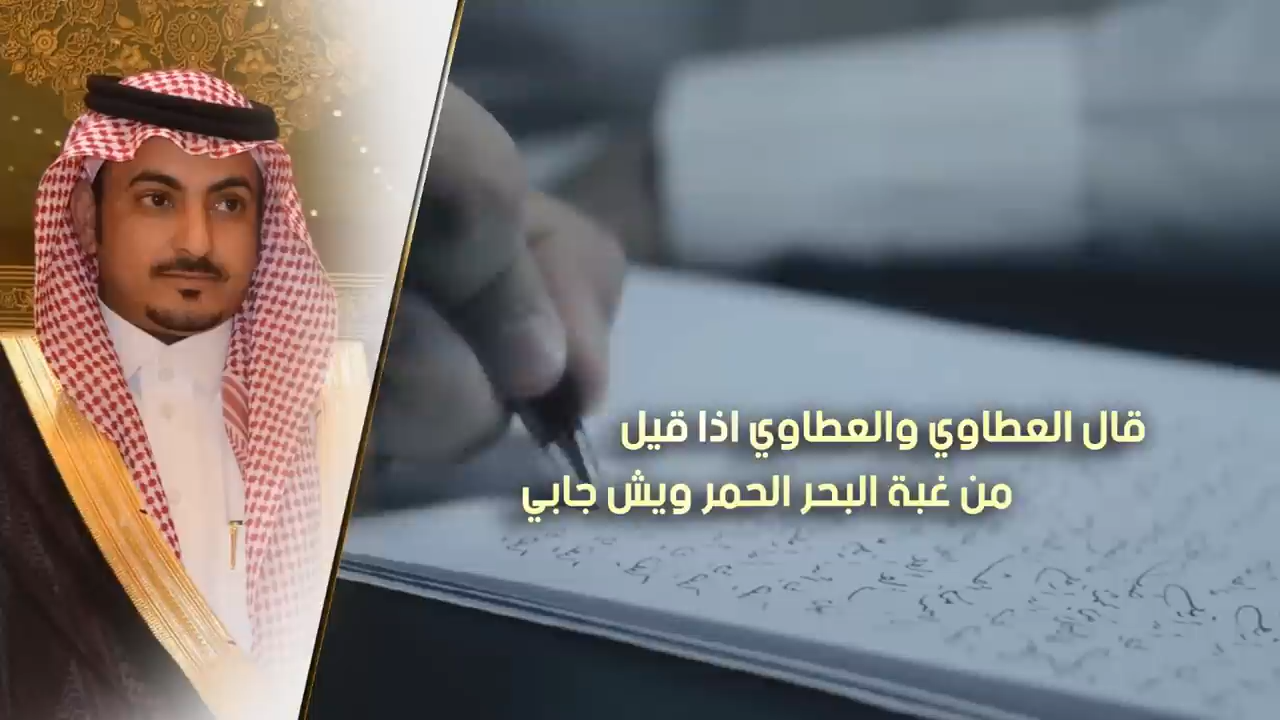 قال العطاوي والعطاوي اذا قيل
من غبة البحر الحمر ويش جابي